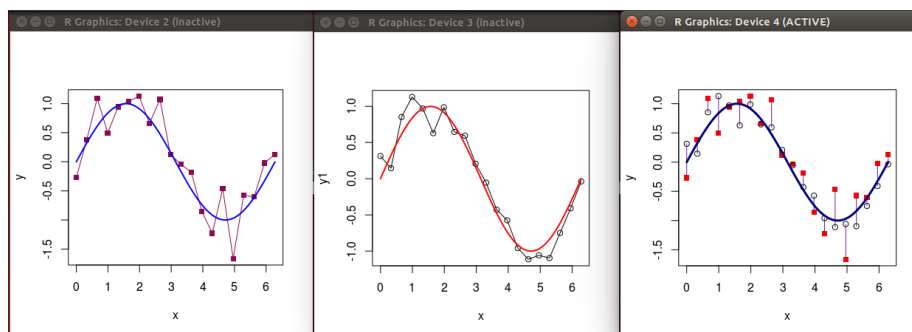 R Graphics: Device 2 (inactive)
y
1.0
0.5
0.0
-0.5
-1.5
0 1 2 3 4 5 6
x
R Graphics: Device 3 (inactive)
y1
1.0
0.5
0.0
-0.5
-1.0
0 1 2 3 4 5 6
x
R Graphics: Device 4 (ACTIVE)
y
1.0
0.5
0.0
-0.5
-1.5
0 1 2 3 4 5 6
x